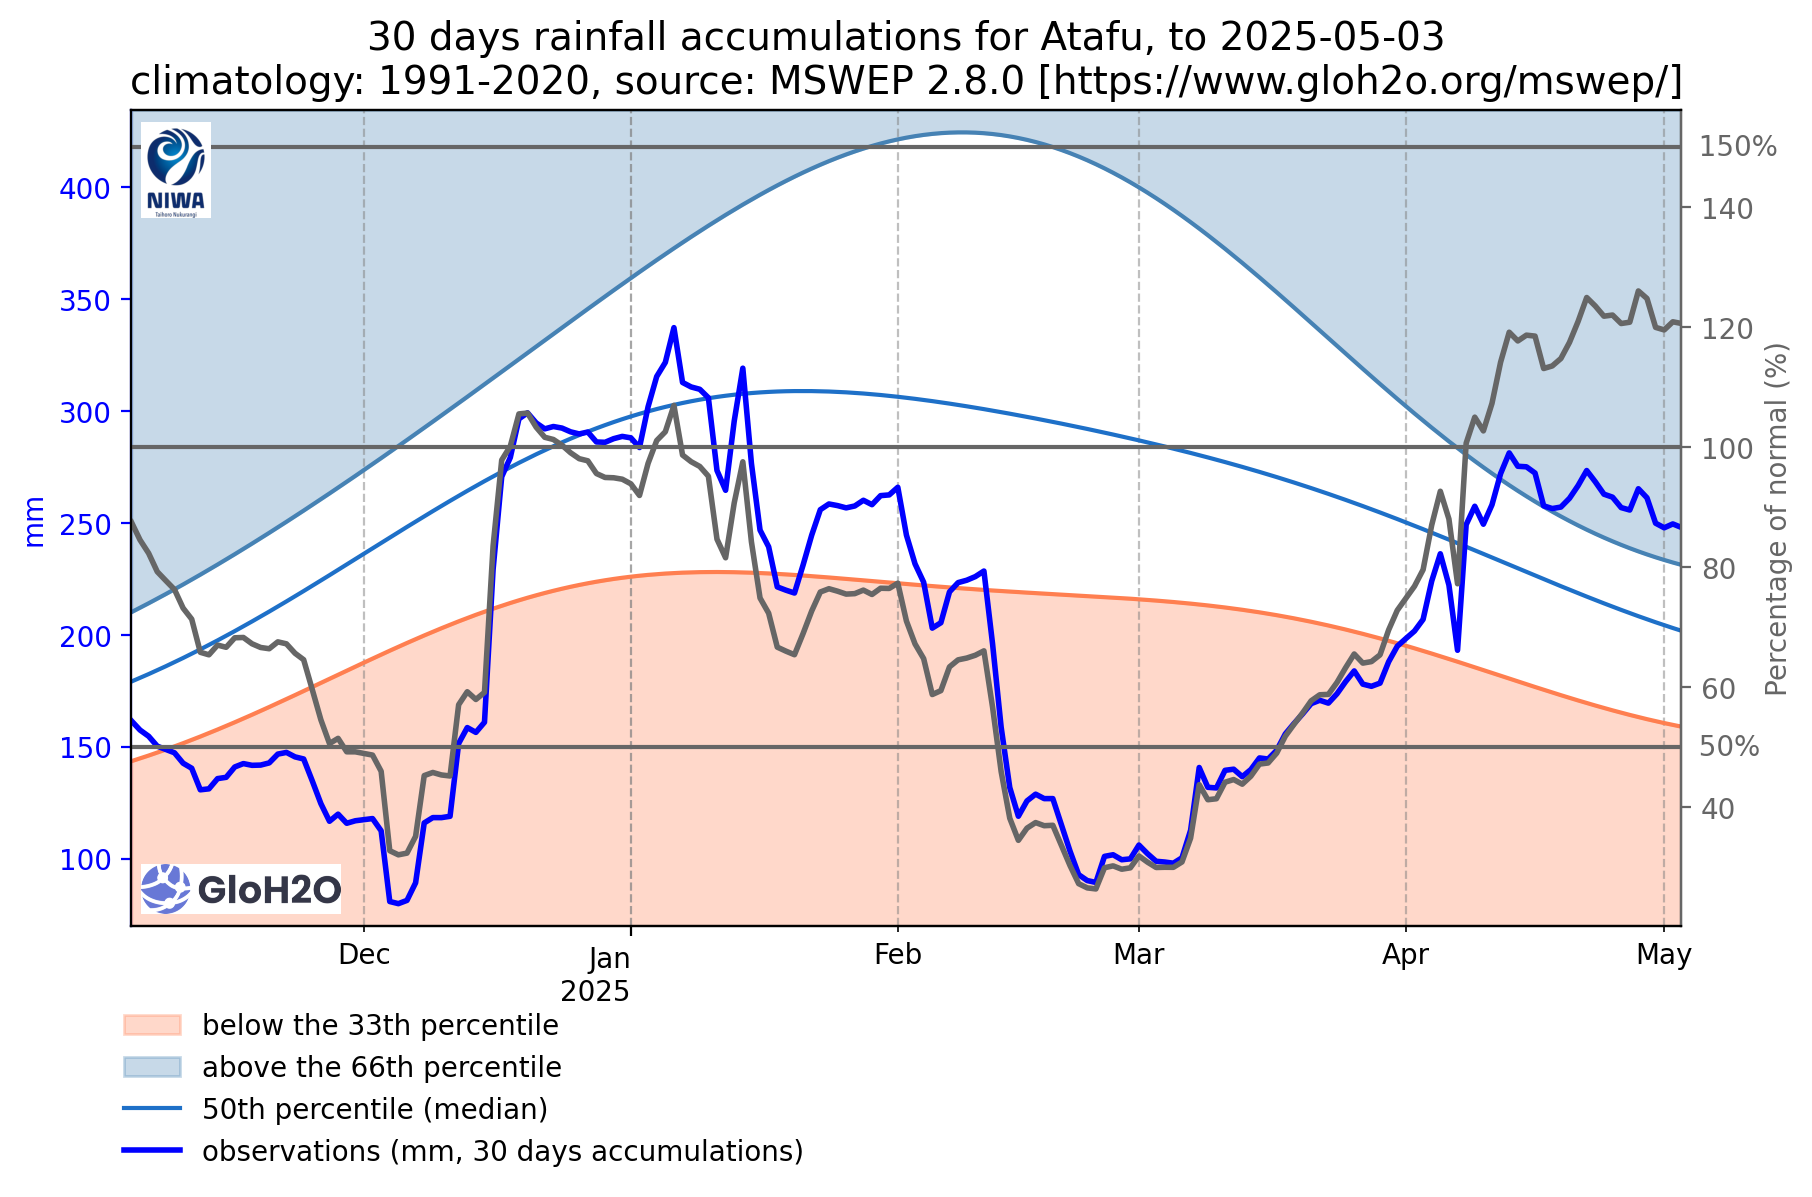 30 days rainfall accumulations for Atafu, to 2025-05-03
climatology: 1991-2020, source: MSWEP 2.8.0 [https://www.gloh2o.org/mswep/]
NIWA
Taihoro Nukurangi
400
350
300
250
200
150
100
mm
150%
140
120
100
80
60
50%
40
Percentage of normal (%)
GloH2O
Dec
Jan
2025
Feb
Mar
Apr
May
below the 33th percentile
above the 66th percentile
50th percentile (median)
observations (mm, 30 days accumulations)